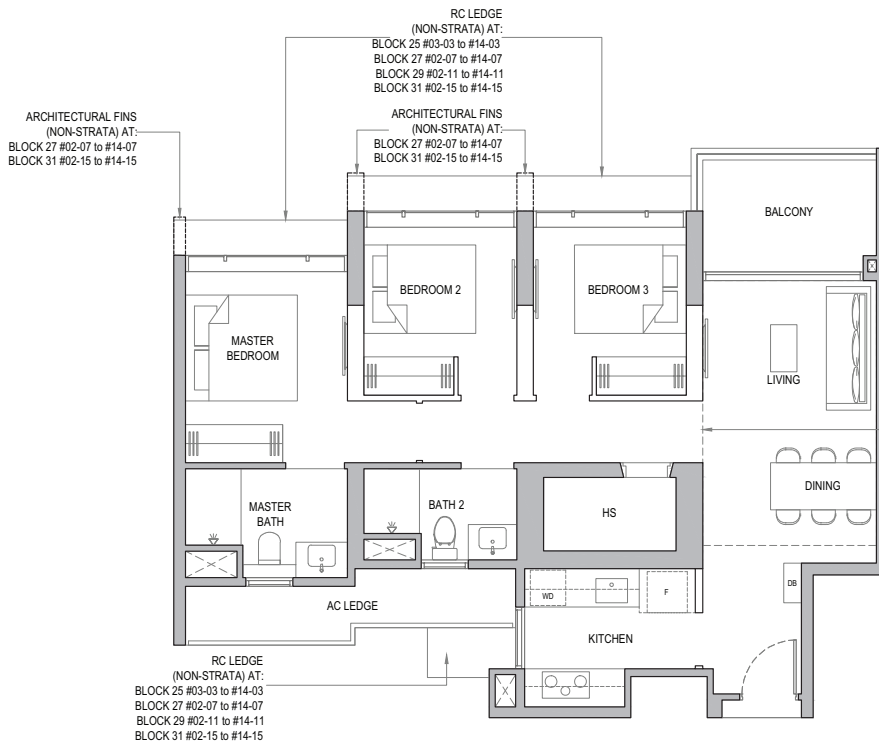 RC LEDGE
(NON-STRATA) AT:
BLOCK 25 #03-03 to #14-03
BLOCK 27 #02-07 to #14-07
BLOCK 29 #02-11 to #14-11
BLOCK 31 #02-15 to #14-15
ARCHITECTURAL FINS
(NON-STRATA) AT:
BLOCK 27 #02-07 to #14-07
BLOCK 31 #02-15 to #14-15
ARCHITECTURAL FINS
(NON-STRATA) AT:
BLOCK 27 #02-07 to #14-07
BLOCK 31 #02-15 to #14-15
BALCONY
BEDROOM 2
BEDROOM 3
MASTER
BEDROOM
LIVING
DINING
MASTER
BATH
BATH 2
HS
DB
WD
F
AC LEDGE
KITCHEN
RC LEDGE
(NON-STRATA) AT:
BLOCK 25 #03-03 to #14-03
BLOCK 27 #02-07 to #14-07
BLOCK 29 #02-11 to #14-11
BLOCK 31 #02-15 to #14-15